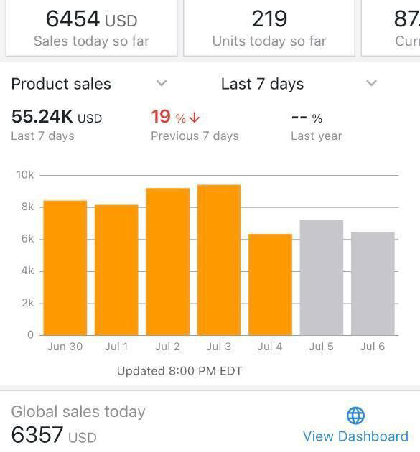 6454 USD 219 87.
Sales today so far Units today so far Curr
Product sales Last 7 days
55.24K USD 19 % ↓ -- %
Last 7 days Previous 7 days Last year
10k
8k
6k
4k
2k
0
Jun 30 Jul 1 Jul 2 Jul 3 Jul 4 Jul 5 Jul 6
Updated 8:00 PM EDT
Global sales today
6357 USD View Dashboard